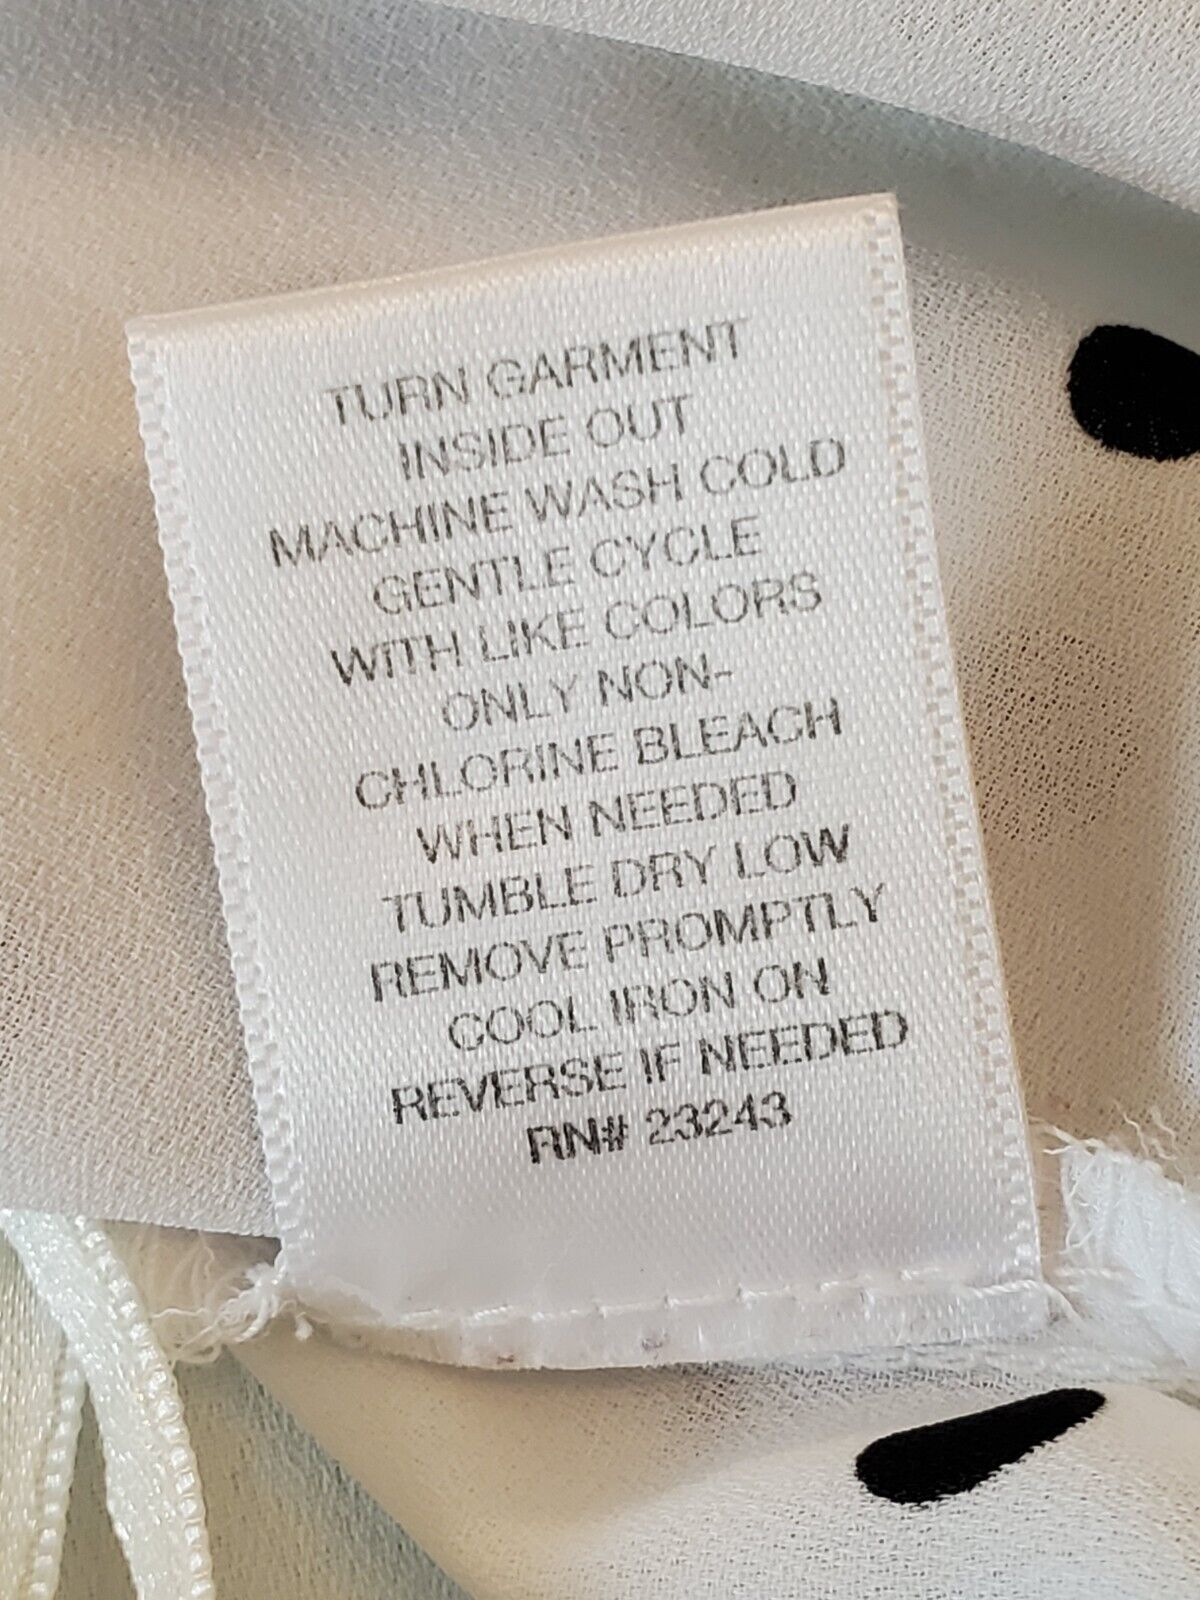 TURN GARMENT
INSIDE OUT
MACHINE WASH COLD
GENTLE CYCLE
WITH LIKE COLORS
ONLY NON-
CHLORINE BLEACH
WHEN NEEDED
TUMBLE DRY LOW
REMOVE PROMPTLY
COOL IRON ON
REVERSE IF NEEDED
RN# 23243